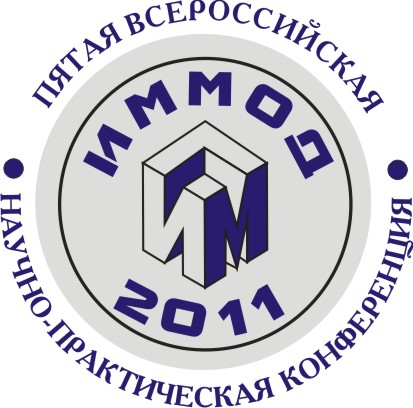 ПЯТАЯ ВСЕРОССИЙСКАЯ
ИММОД
ИМ
2011
НАУЧНО-ПРАКТИЧЕСКАЯ КОНФЕРЕНЦИЯ